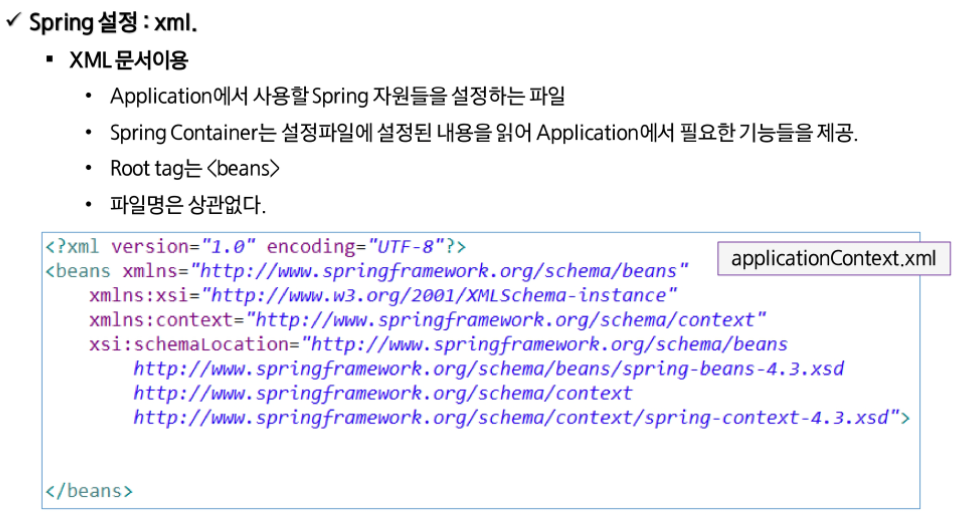 ✓ Spring 설정 : xml.
▪ XML 문서이용
• Application에서 사용할 Spring 자원들을 설정하는 파일
• Spring Container는 설정파일에 설정된 내용을 읽어 Application에서 필요한 기능들을 제공.
• Root tag는 <beans>
• 파일명은 상관없다.
applicationContext.xml
<?xml version="1.0" encoding="UTF-8"?>
<beans xmlns="http://www.springframework.org/schema/beans"
    xmlns:xsi="http://www.w3.org/2001/XMLSchema-instance"
    xmlns:context="http://www.springframework.org/schema/context"
    xsi:schemaLocation="http://www.springframework.org/schema/beans
        http://www.springframework.org/schema/beans/spring-beans-4.3.xsd
        http://www.springframework.org/schema/context
        http://www.springframework.org/schema/context/spring-context-4.3.xsd">
</beans>